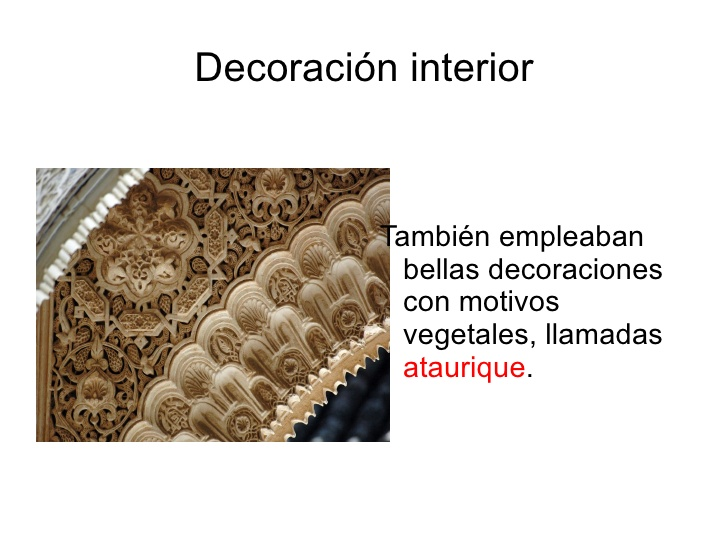 Decoración interior
También empleaban
bellas decoraciones
con motivos
vegetales, llamadas
ataurique.